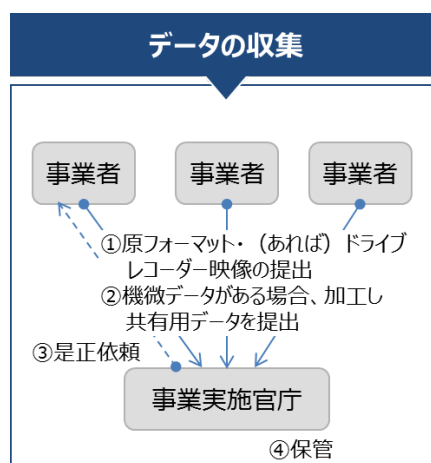 データの収集
事業者
事業者
事業者
①原フォーマット・（あれば）ドライブ
レコーダー映像の提出
②機微データがある場合、加工し
共有用データを提出
③是正依頼
事業実施官庁
④保管